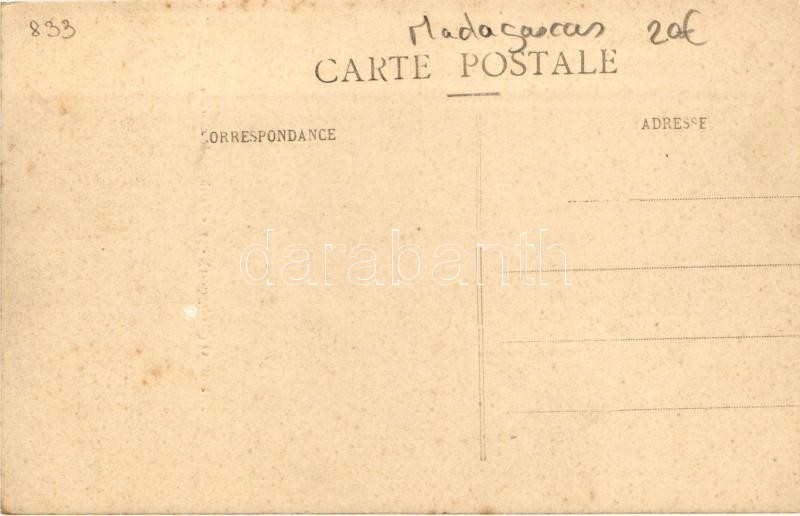 833 Madagascar 20€
CARTE POSTALE
CORRESPONDANCE ADRESSE
darabanth